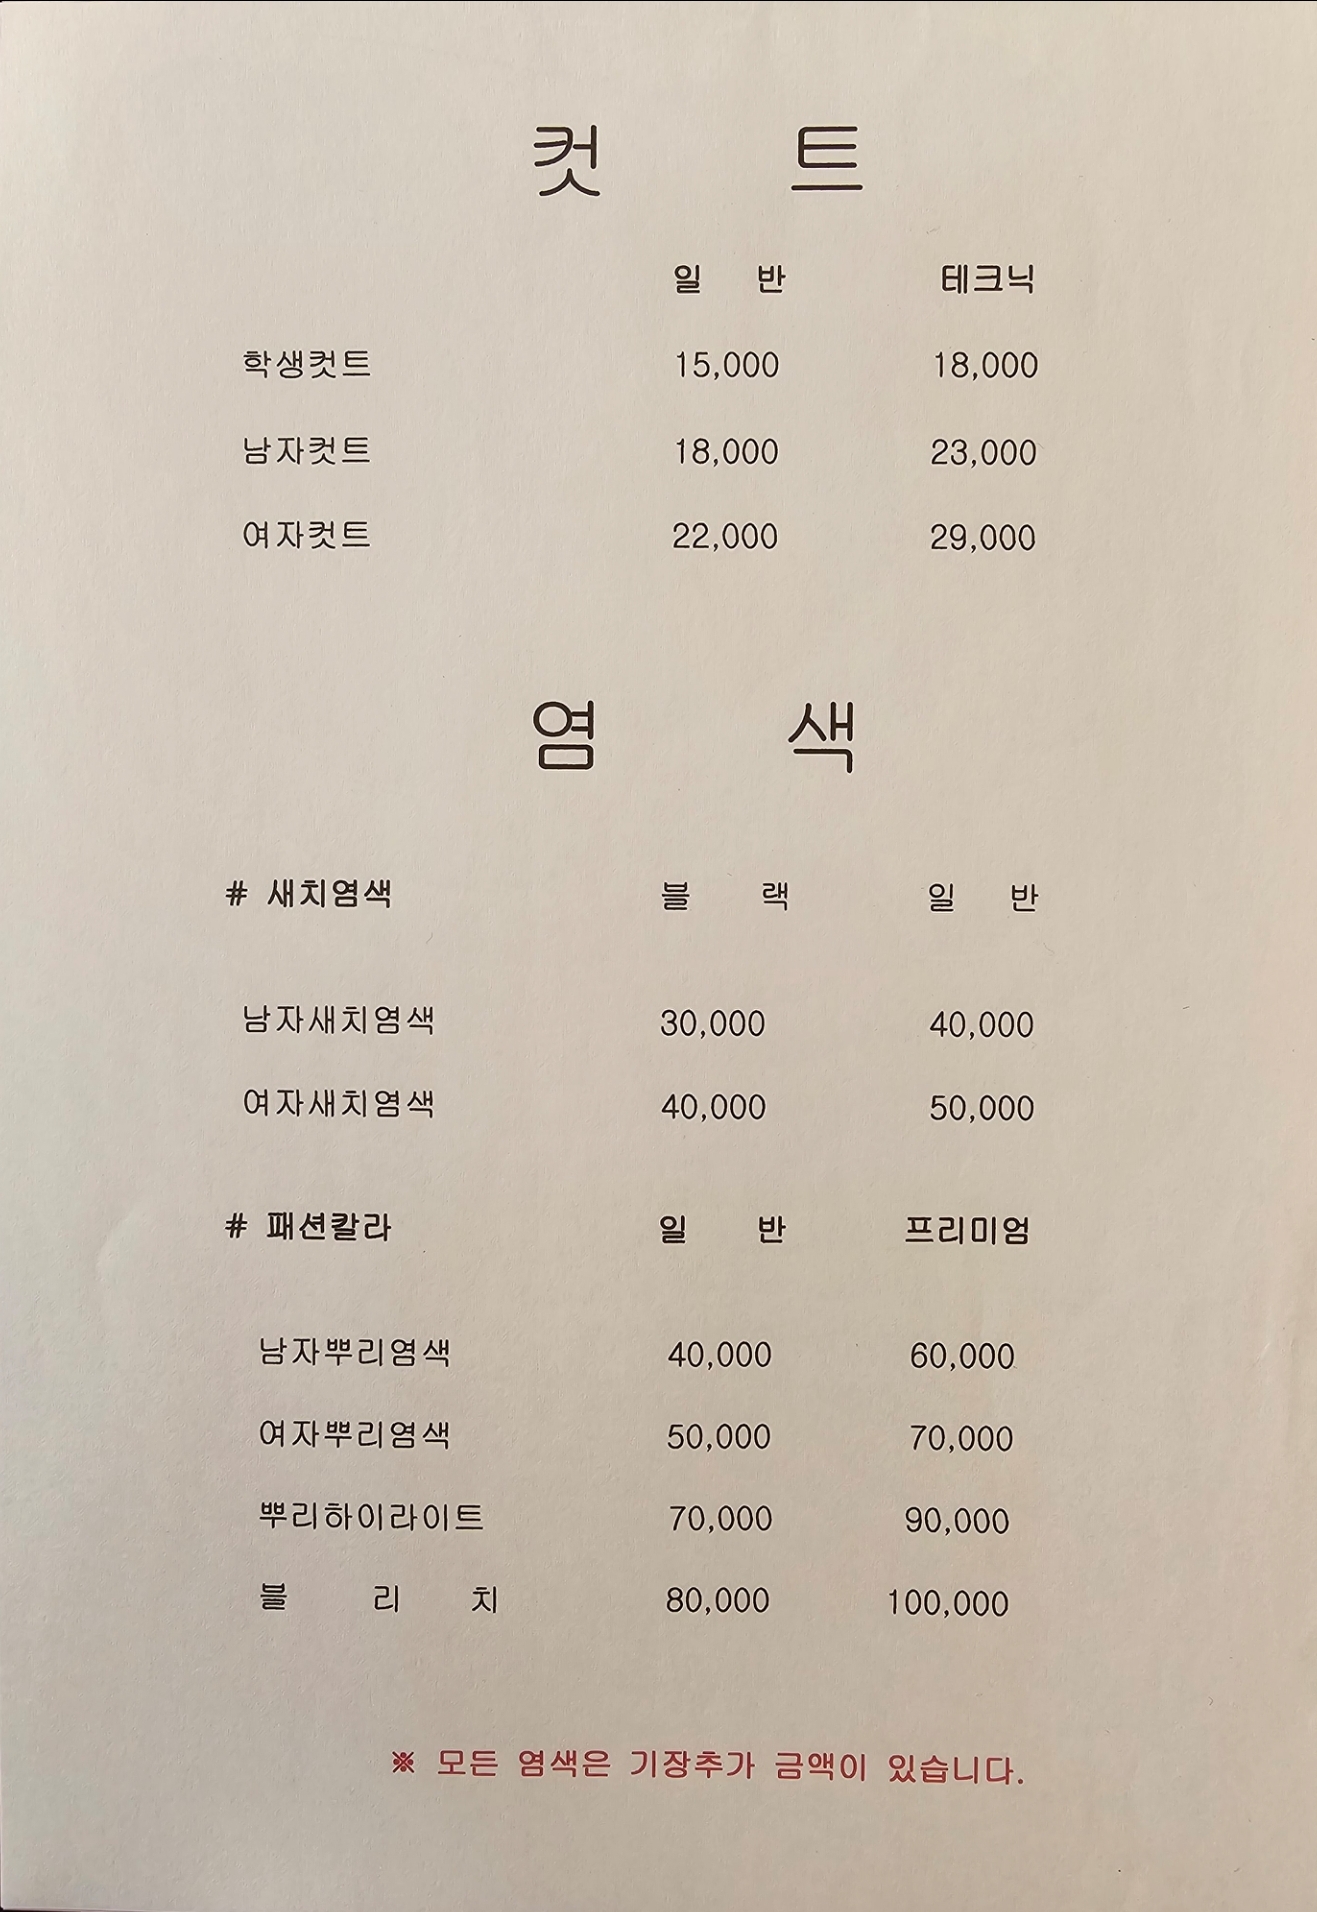 컷 트
일 반 테크닉
학생컷트 15,000 18,000
남자컷트 18,000 23,000
여자컷트 22,000 29,000
염 색
# 새치염색 블 랙 일 반
남자새치염색 30,000 40,000
여자새치염색 40,000 50,000
# 패션칼라 일 반 프리미엄
남자뿌리염색 40,000 60,000
여자뿌리염색 50,000 70,000
뿌리하이라이트 70,000 90,000
블 리 치 80,000 100,000
※ 모든 염색은 기장추가 금액이 있습니다.